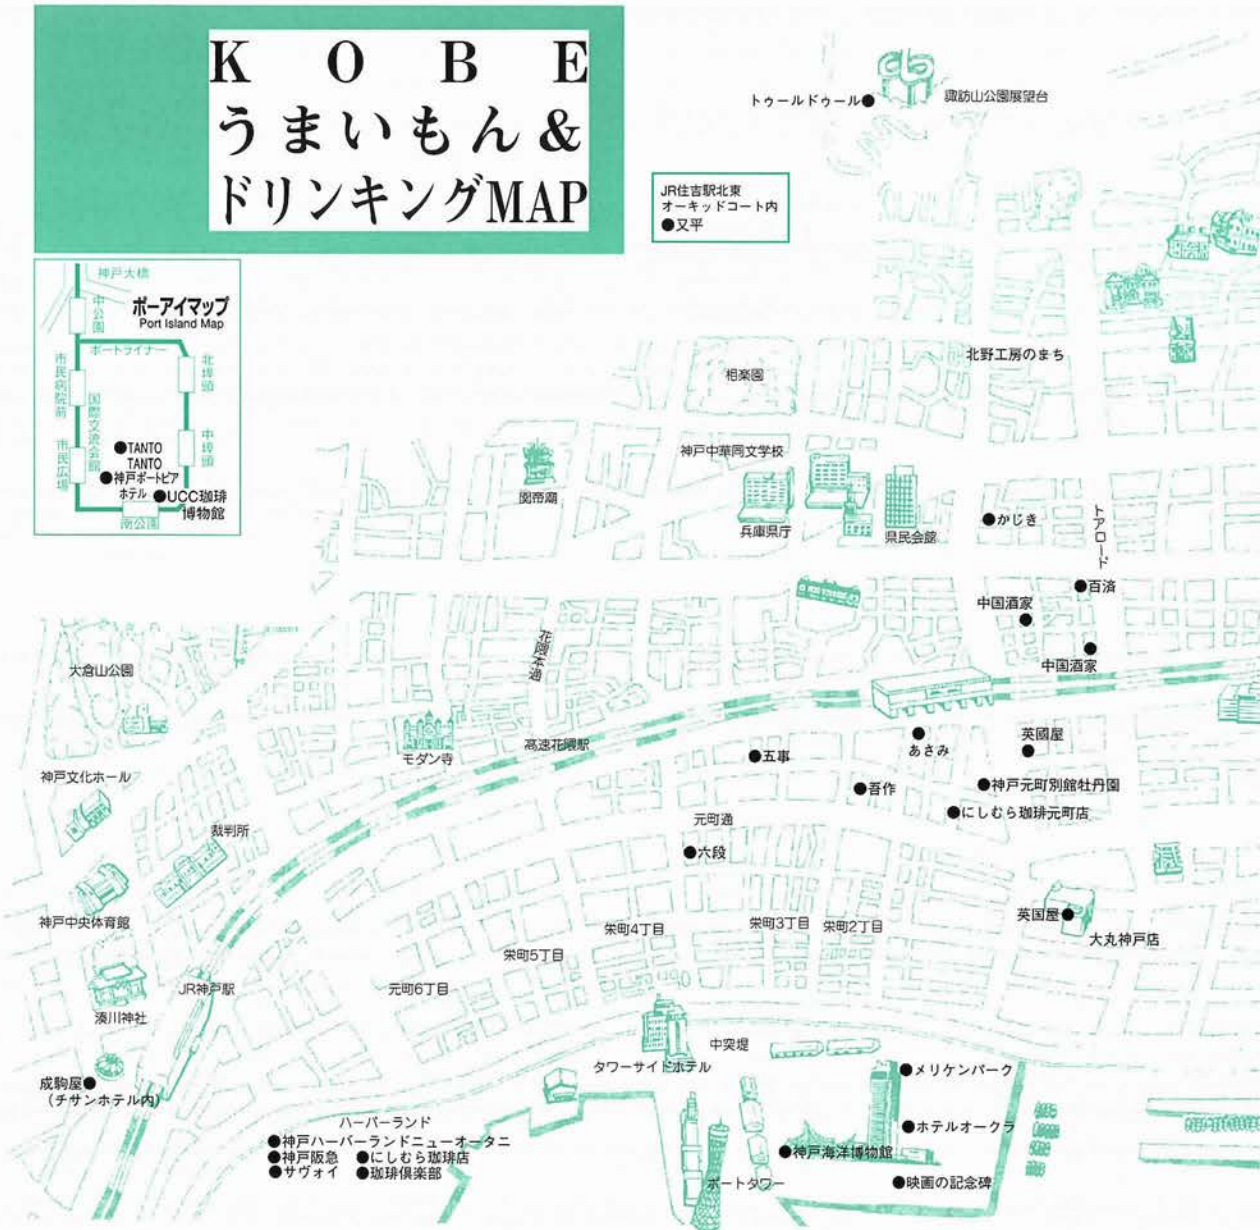 KOBE
うまいもん&
ドリンキングMAP
トゥールドゥール
諏訪山公園展望台
JR住吉駅北東
オーキッドコート内
●又平
神戸大橋
ポーアイマップ
Port Island Map
中公園
ポートライナー
北埠頭
市民病院前
国際交流会館
中埠頭
市民広場
●TANTO
TANTO
●神戸ポートピア
ホテル
●UCC珈琲
博物館
南公園
北野工房のまち
相楽園
神戸中華同文学校
関帝廟
兵庫県庁
県民会館
●かじき
トアロード
●百済
中国酒家
中国酒家
花隈本通
大倉山公園
高速花隈駅
モダン寺
あさみ
英國屋
●五事
神戸文化ホール
●吾作
●神戸元町別館牡丹園
●にしむら珈琲元町店
元町通
裁判所
●六段
神戸中央体育館
英国屋●
大丸神戸店
栄町4丁目
栄町3丁目
栄町2丁目
栄町5丁目
元町6丁目
JR神戸駅
湊川神社
中突堤
タワーサイドホテル
●メリケンパーク
成駒屋●
(チサンホテル内)
ハーバーランド
●神戸ハーバーランドニューオータニ
●神戸阪急 ●にしむら珈琲店
●サヴォイ ●珈琲倶楽部
●ホテルオークラ
●神戸海洋博物館
ポートタワー
●映画の記念碑